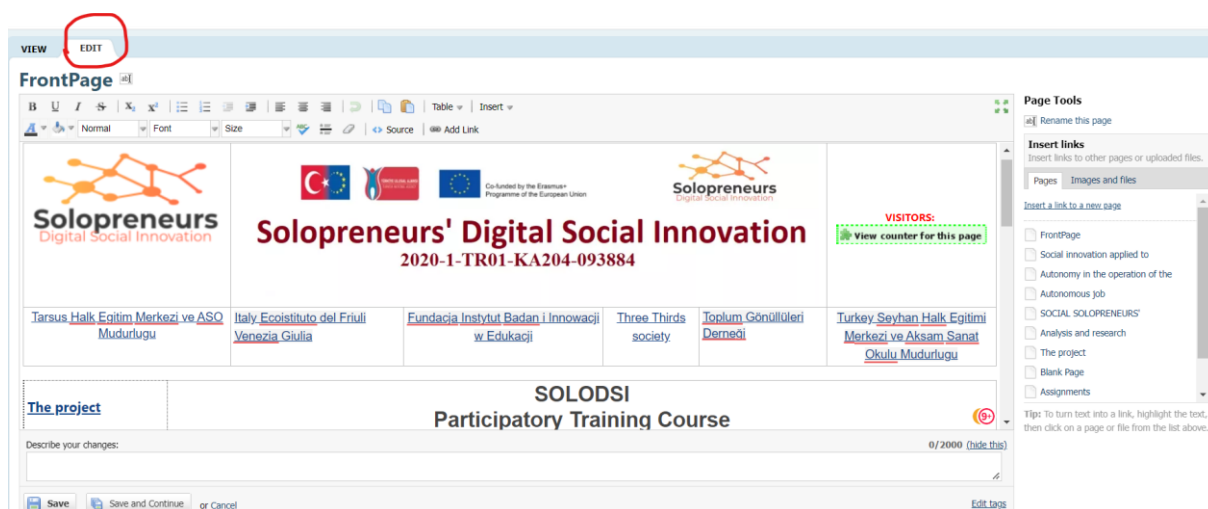 VIEW EDIT
FrontPage
B U I S X₂ x² Table Insert
A Normal Font Size ABC Source Add Link
Solopreneurs
Digital Social Innovation
Co-funded by the Erasmus+
Programme of the European Union
Solopreneurs
Digital Social Innovation
Solopreneurs' Digital Social Innovation
2020-1-TR01-KA204-093884
VISITORS:
View counter for this page
Tarsus Halk Egitim Merkezi ve ASO
Mudurlugu
Italy Ecoistituto del Friuli
Venezia Giulia
Fundacja Instytut Badan i Innowacji
w Edukacji
Three Thirds
society
Toplum Gönüllüleri
Derneği
Turkey Seyhan Halk Egitimi
Merkezi ve Aksam Sanat
Okulu Mudurlugu
The project
SOLODSI
Participatory Training Course
9+
Describe your changes:
0/2000 (hide this)
Save Save and Continue or Cancel
Edit tags
Page Tools
Rename this page
Insert links
Insert links to other pages or uploaded files.
Pages Images and files
Insert a link to a new page
FrontPage
Social innovation applied to
Autonomy in the operation of the
Autonomous job
SOCIAL SOLOPRENEURS'
Analysis and research
The project
Blank Page
Assignments
Tip: To turn text into a link, highlight the text,
then click on a page or file from the list above.